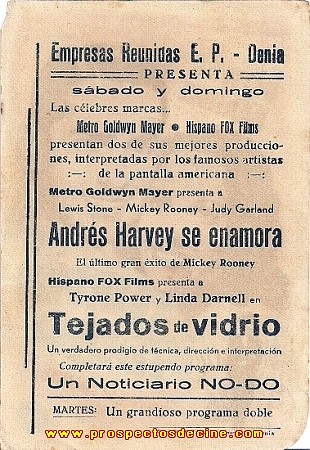 Empresas Reunidas E. P. - Denia
PRESENTA
sábado y domingo
Las célebres marcas...
Metro Goldwyn Mayer • Hispano FOX Films
presentan dos de sus mejores produccio-
nes, interpretadas por los famosos artistas
:—: de la pantalla americana :—:
Metro Goldwyn Mayer presenta a
Lewis Stone - Mickey Rooney - Judy Garland
Andrés Harvey se enamora
El último gran éxito de Mickey Rooney
Hispano FOX Films presenta a
Tyrone Power y Linda Darnell en
Tejados de vidrio
Un verdadero prodigio de técnica, dirección e interpretación
Completará este estupendo programa:
Un Noticiario NO-DO
MARTES: Un grandioso programa doble
www.prospectosdecine.com